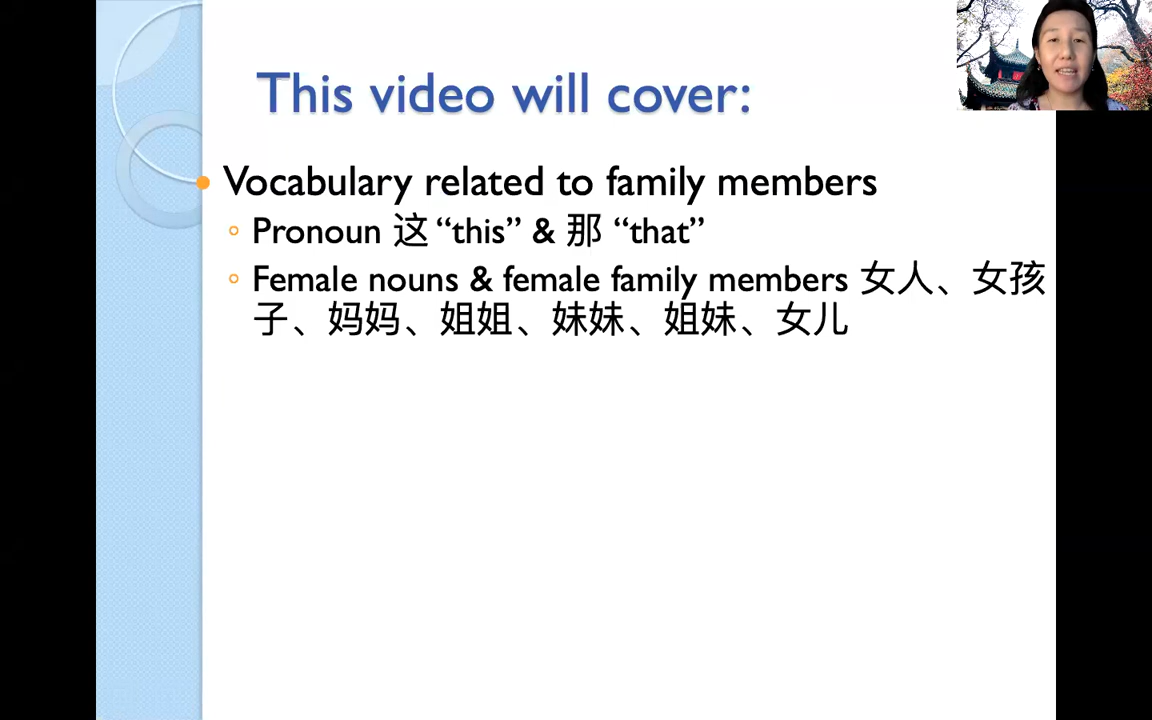 This video will cover:
Vocabulary related to family members
Pronoun 这 “this” & 那 “that”
Female nouns & female family members 女人、女孩
子、妈妈、姐姐、妹妹、姐妹、女儿